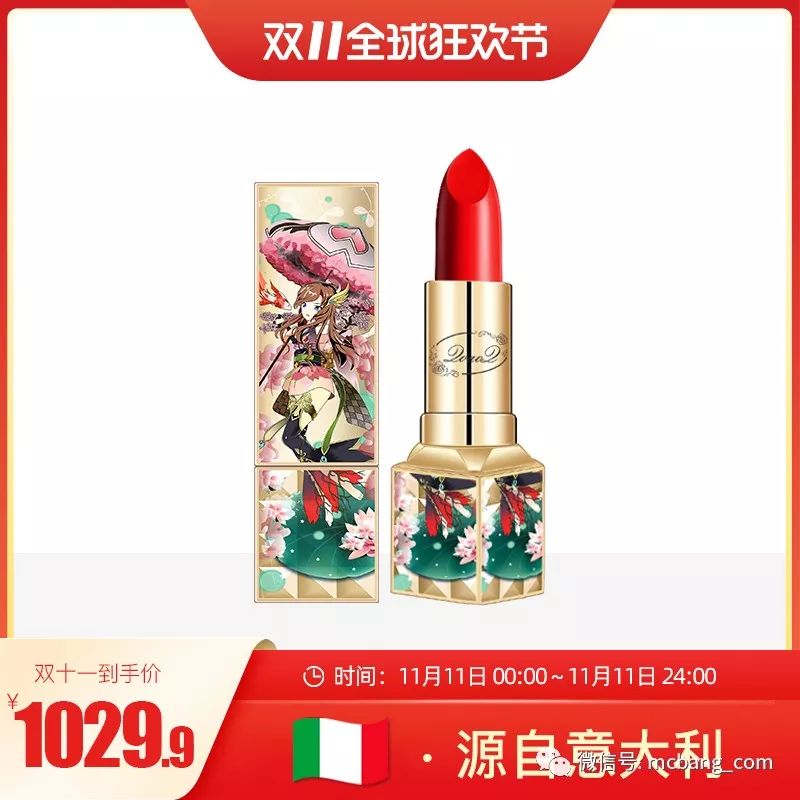 双11全球狂欢节
双十一到手价
¥1029.9
时间：11月11日 00:00~11月11日 24:00
·源自意大利
微信号: mcbang_com